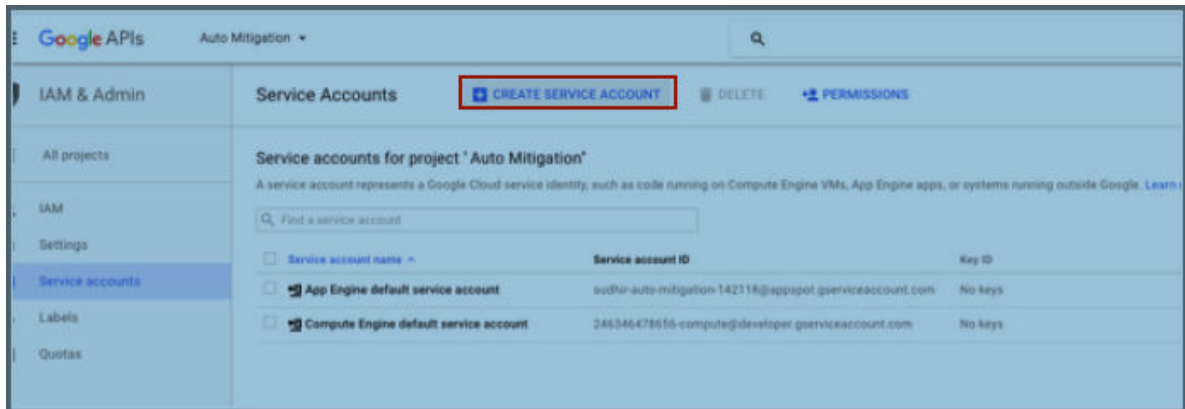 Google APIs Auto Mitigation
IAM & Admin
Service Accounts CREATE SERVICE ACCOUNT DELETE PERMISSIONS
All projects
IAM
Settings
Service accounts
Labels
Quotas
Service accounts for project "Auto Mitigation"
A service account represents a Google Cloud service identity, such as code running on Compute Engine VMs, App Engine apps, or systems running outside Google. Learn
Find a service account
Service account name Service account ID Key ID
App Engine default service account sudhir-auto-mitigation-142118@appspot.gserviceaccount.com No keys
Compute Engine default service account 246346478656-compute@developer.gserviceaccount.com No keys